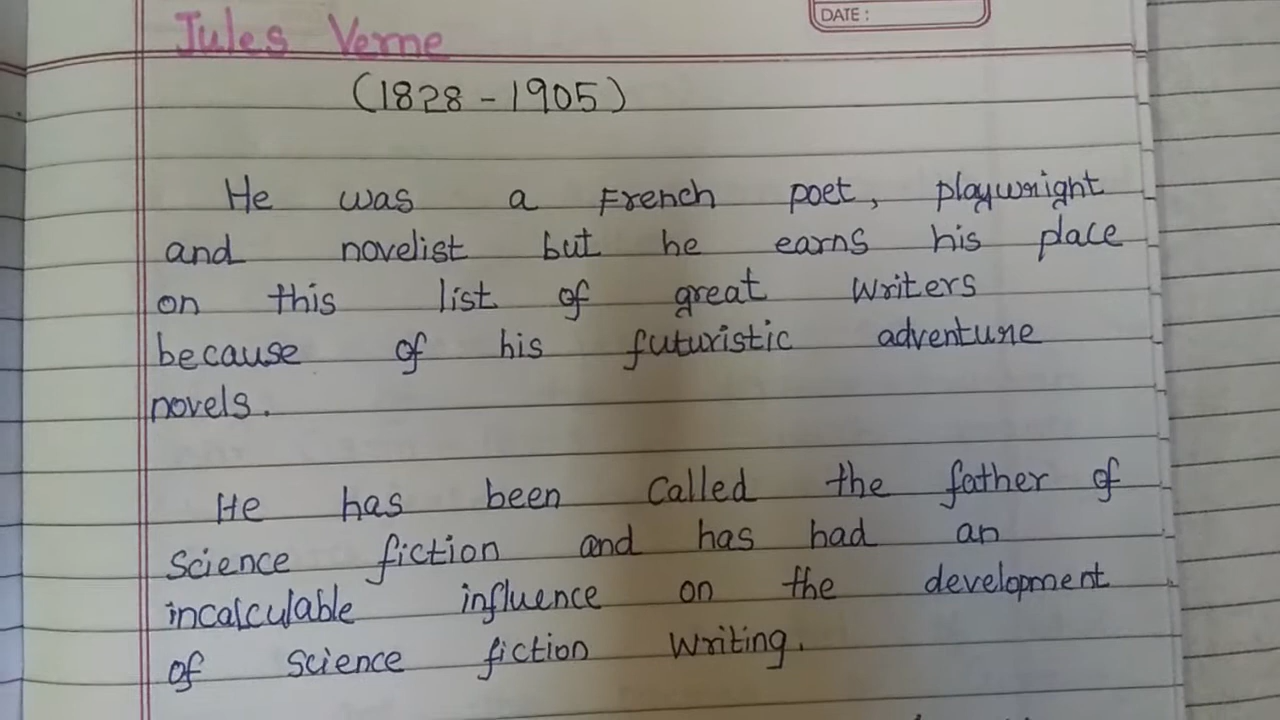 DATE :
Jules Verne
(1828 - 1905)
He was a French poet, playwright
and novelist but he earns his place
on this list of great writers
because of his futuristic adventure
novels.
He has been called the father of
science fiction and has had an
incalculable influence on the development
of science fiction writing.